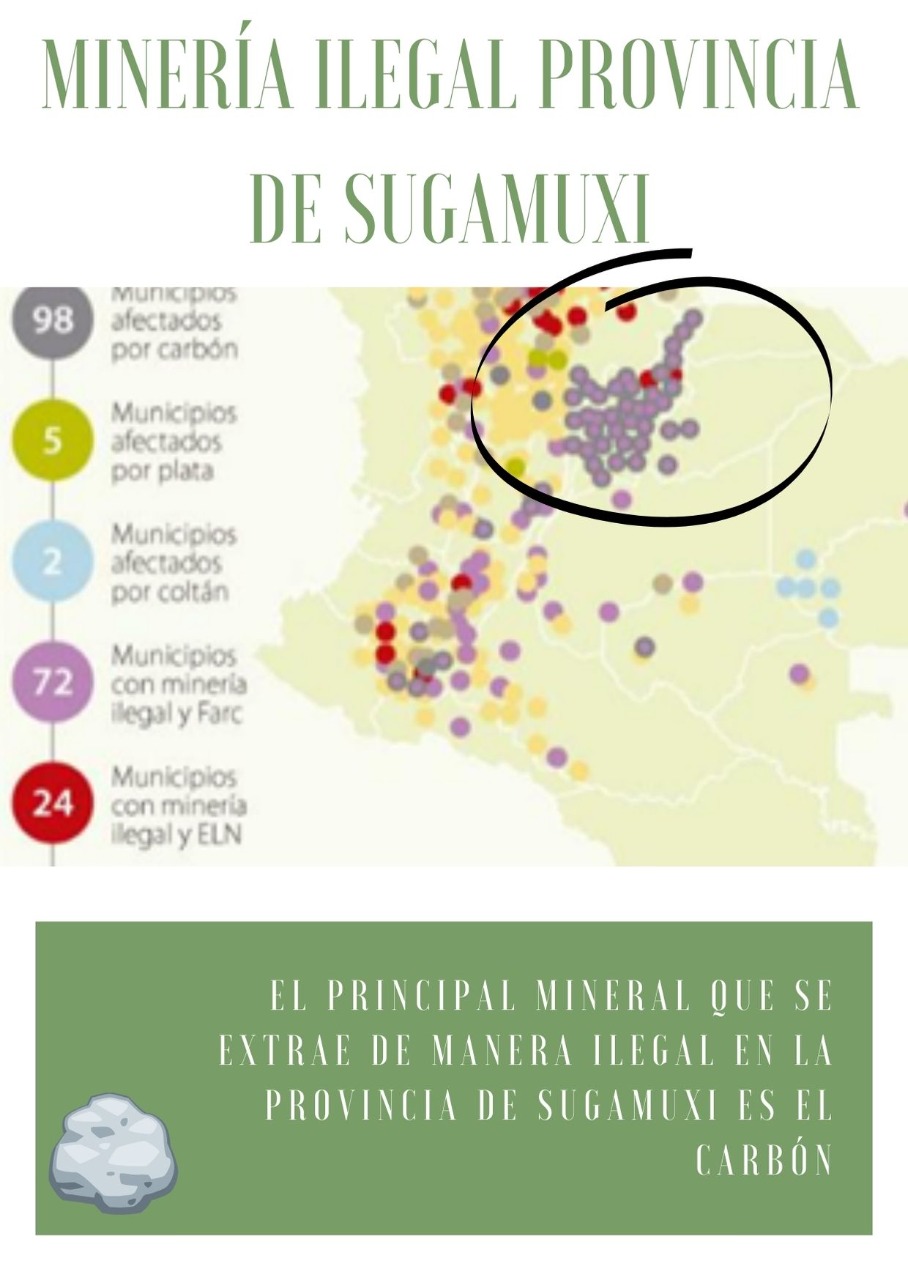 MINERÍA ILEGAL PROVINCIA
DE SUGAMUXI
98
Municipios
afectados
por carbón
5
Municipios
afectados
por plata
2
Municipios
afectados
por coltán
72
Municipios
con minería
ilegal y Farc
24
Municipios
con minería
ilegal y ELN
EL PRINCIPAL MINERAL QUE SE
EXTRAE DE MANERA ILEGAL EN LA
PROVINCIA DE SUGAMUXI ES EL
CARBÓN